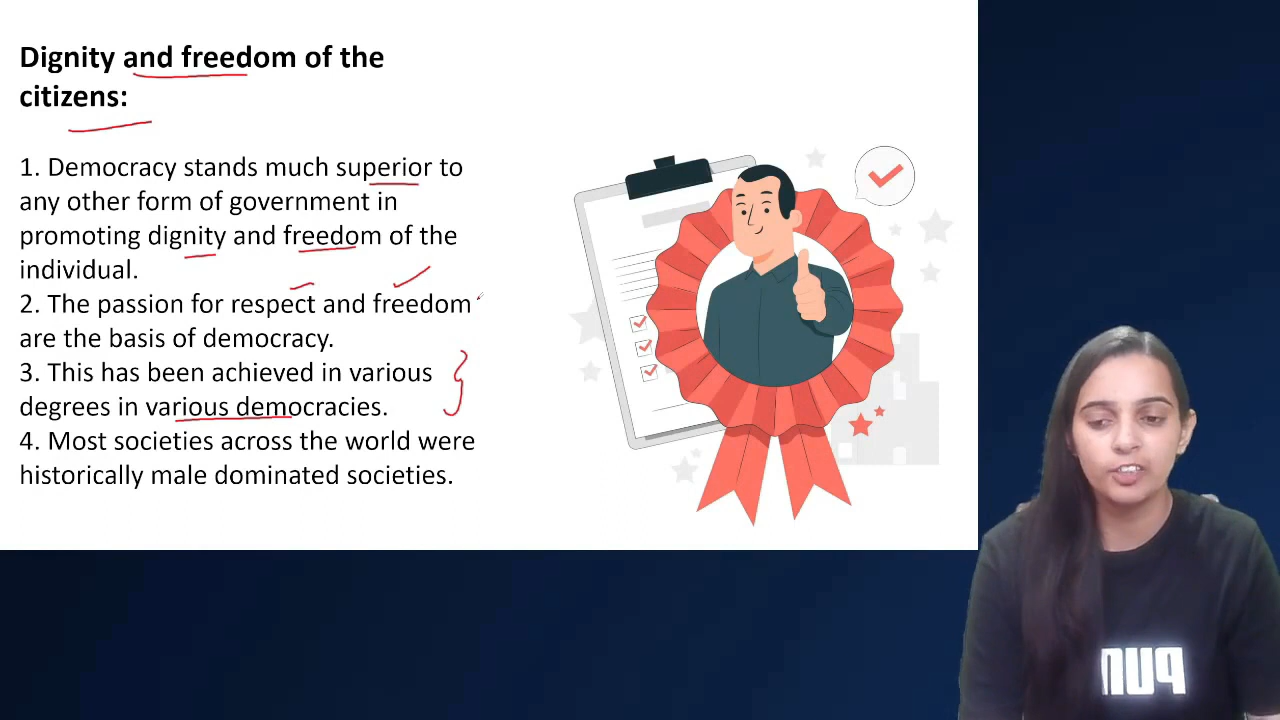 Dignity and freedom of the
citizens:
1. Democracy stands much superior to
any other form of government in
promoting dignity and freedom of the
individual.
2. The passion for respect and freedom
are the basis of democracy.
3. This has been achieved in various
degrees in various democracies.
4. Most societies across the world were
historically male dominated societies.